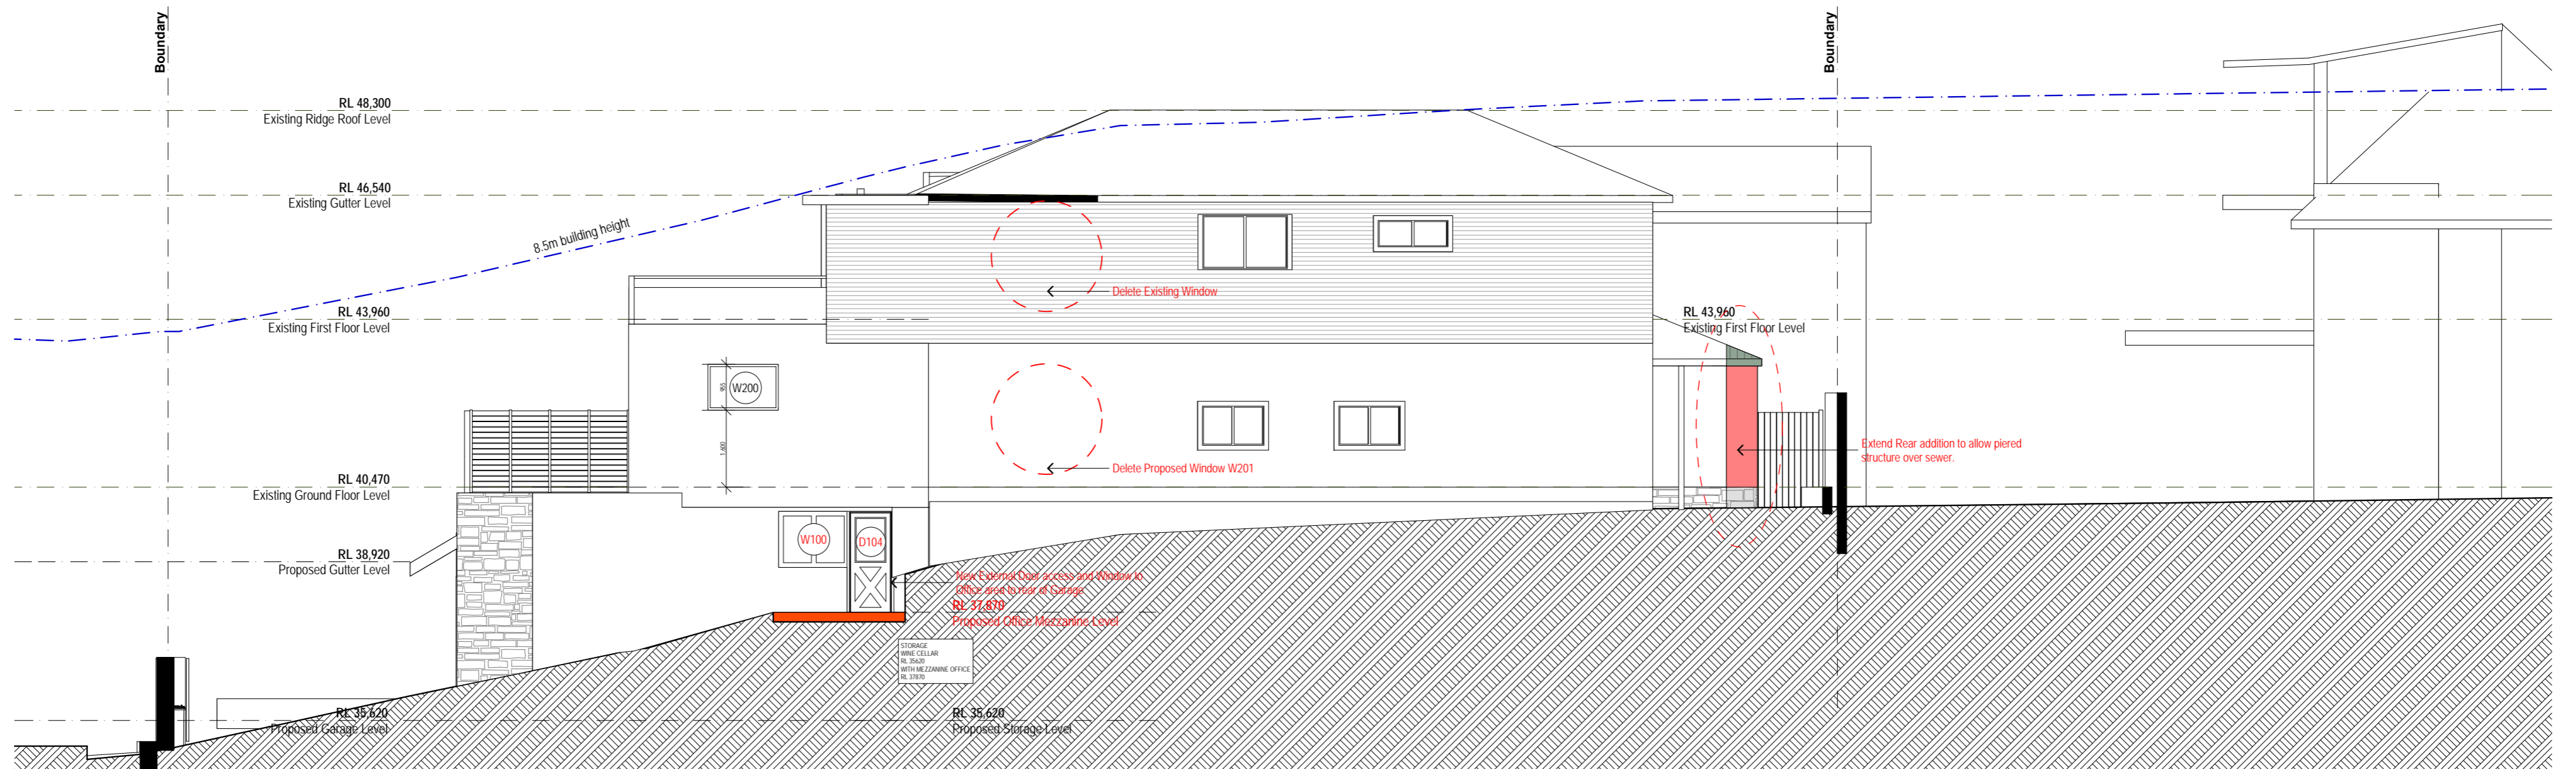 Boundary
Boundary
RL 48,300
Existing Ridge Roof Level
RL 46,540
Existing Gutter Level
8.5m building height
Delete Existing Window
RL 43,960
Existing First Floor Level
RL 43,960
Existing First Floor Level
955
W200
1,600
Delete Proposed Window W201
Extend Rear addition to allow piered
structure over sewer.
RL 40,470
Existing Ground Floor Level
W100
D104
RL 38,920
Proposed Gutter Level
New External Door access and Window to
Office area to rear of Garage
RL 37,870
Proposed Office Mezzanine Level
STORAGE
WINE CELLAR
RL 35620
WITH MEZZANINE OFFICE
RL 37870
RL 35,620
Proposed Garage Level
RL 35,620
Proposed Storage Level